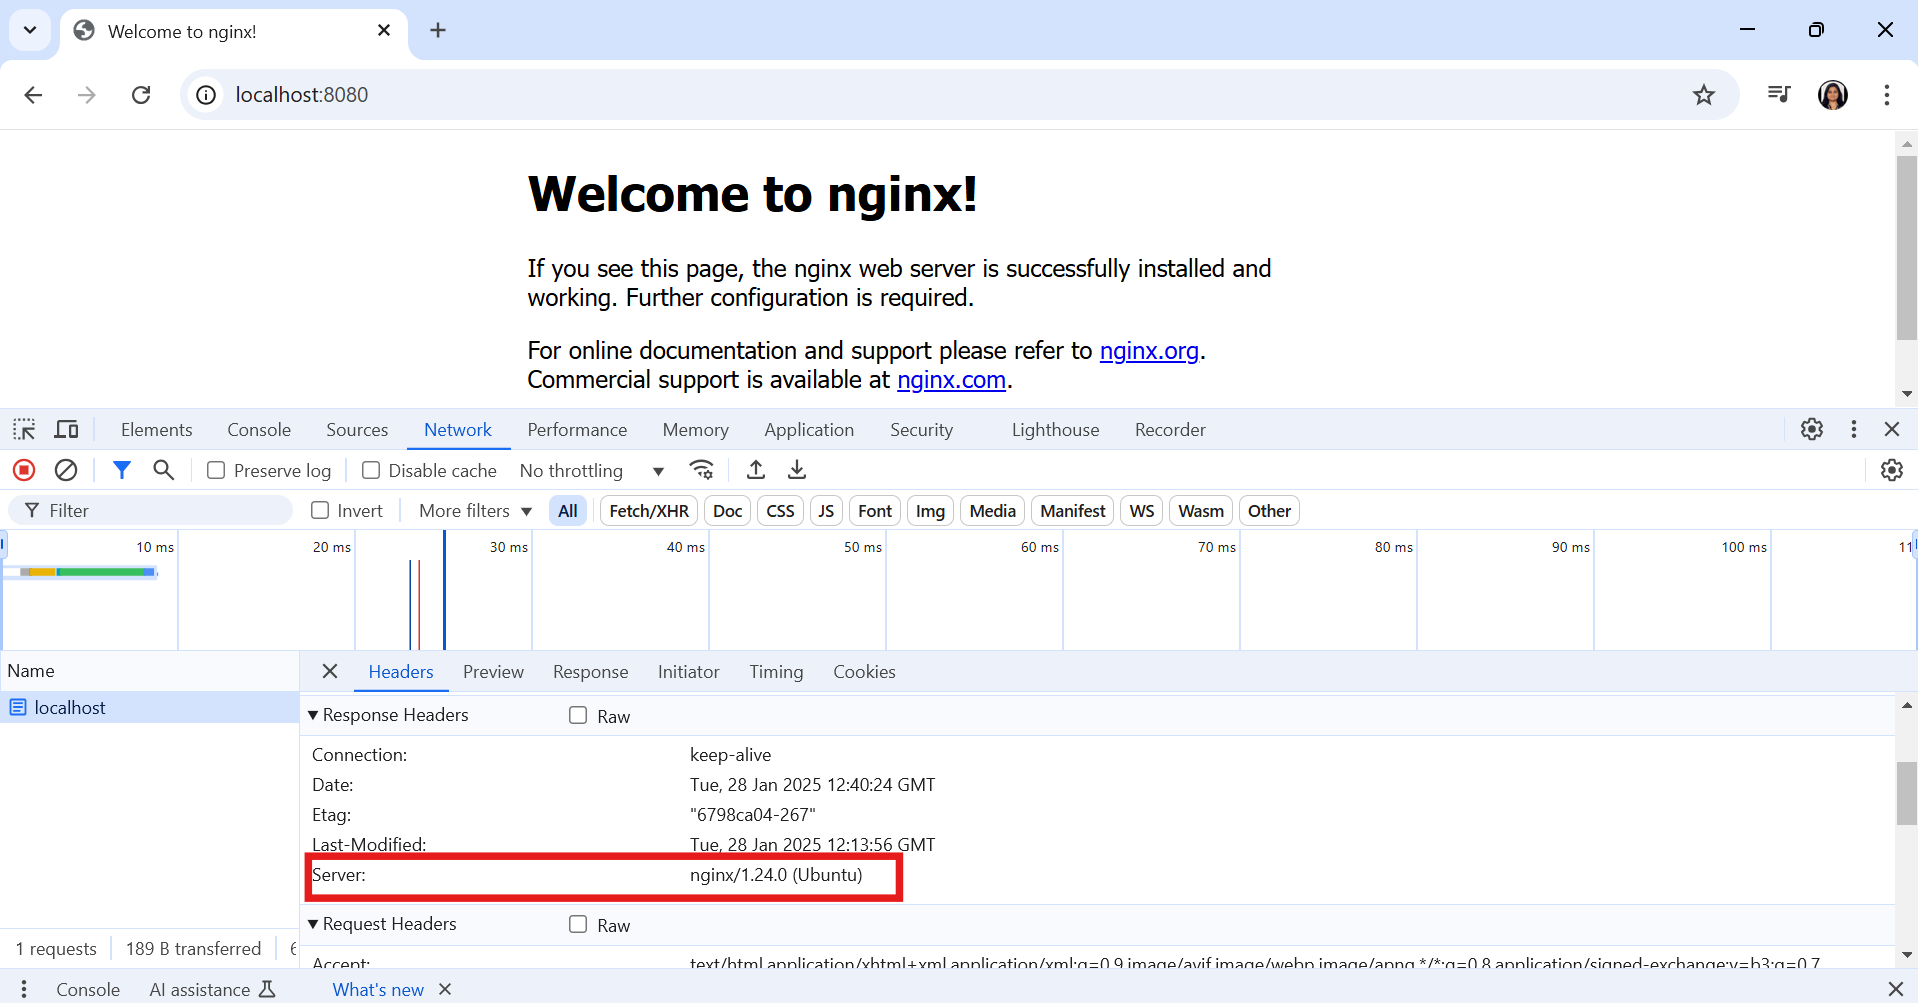 Welcome to nginx!
localhost:8080
Welcome to nginx!
If you see this page, the nginx web server is successfully installed and
working. Further configuration is required.
For online documentation and support please refer to nginx.org.
Commercial support is available at nginx.com.
Elements Console Sources Network Performance Memory Application Security Lighthouse Recorder
Preserve log Disable cache No throttling
Filter Invert More filters All Fetch/XHR Doc CSS JS Font Img Media Manifest WS Wasm Other
10 ms 20 ms 30 ms 40 ms 50 ms 60 ms 70 ms 80 ms 90 ms 100 ms 11
Name Headers Preview Response Initiator Timing Cookies
localhost
Response Headers Raw
Connection: keep-alive
Date: Tue, 28 Jan 2025 12:40:24 GMT
Etag: "6798ca04-267"
Last-Modified: Tue, 28 Jan 2025 12:13:56 GMT
Server: nginx/1.24.0 (Ubuntu)
Request Headers Raw
1 requests 189 B transferred 6
Accept: text/html,application/xhtml+xml,application/xml;q=0.9,image/avif,image/webp,image/apng,*/*;q=0.8,application/signed-exchange;v=b3;q=0.7
Console AI assistance What's new